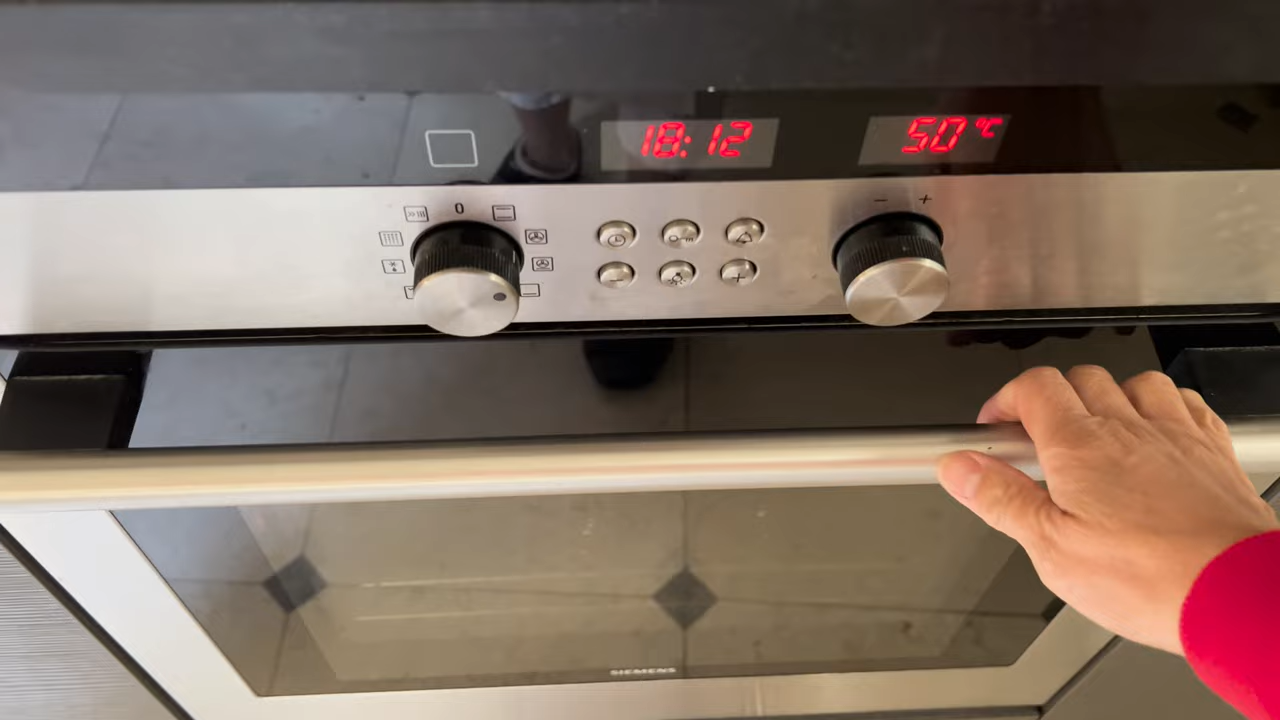 18:12
50°C
0
- +
- +
SIEMENS